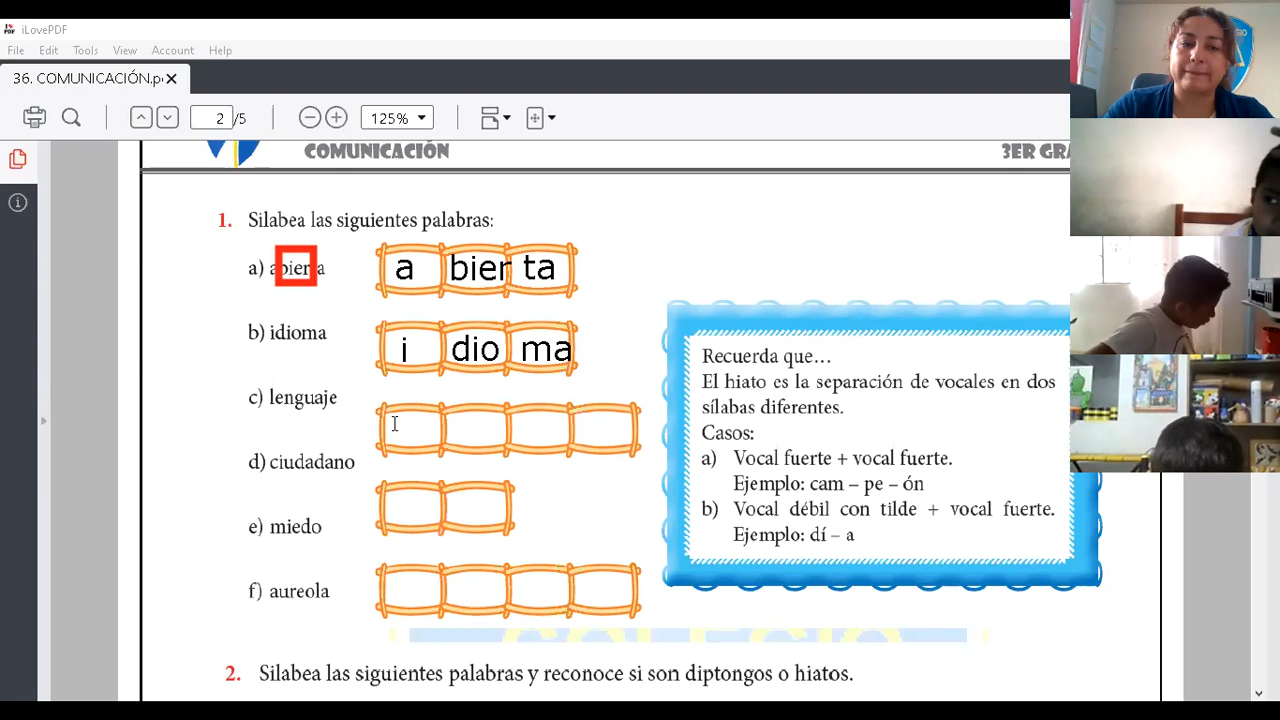 iLovePDF
File Edit Tools View Account Help
36. COMUNICACIÓN.p
2 /5 125%
COMUNICACIÓN 3ER GRA
1. Silabea las siguientes palabras:
a) abierta a bier ta
b) idioma i dio ma
c) lenguaje
d) ciudadano
e) miedo
f) aureola
Recuerda que…
El hiato es la separación de vocales en dos
sílabas diferentes.
Casos:
a) Vocal fuerte + vocal fuerte.
Ejemplo: cam – pe – ón
b) Vocal débil con tilde + vocal fuerte.
Ejemplo: dí – a
COLEGIO
2. Silabea las siguientes palabras y reconoce si son diptongos o hiatos.